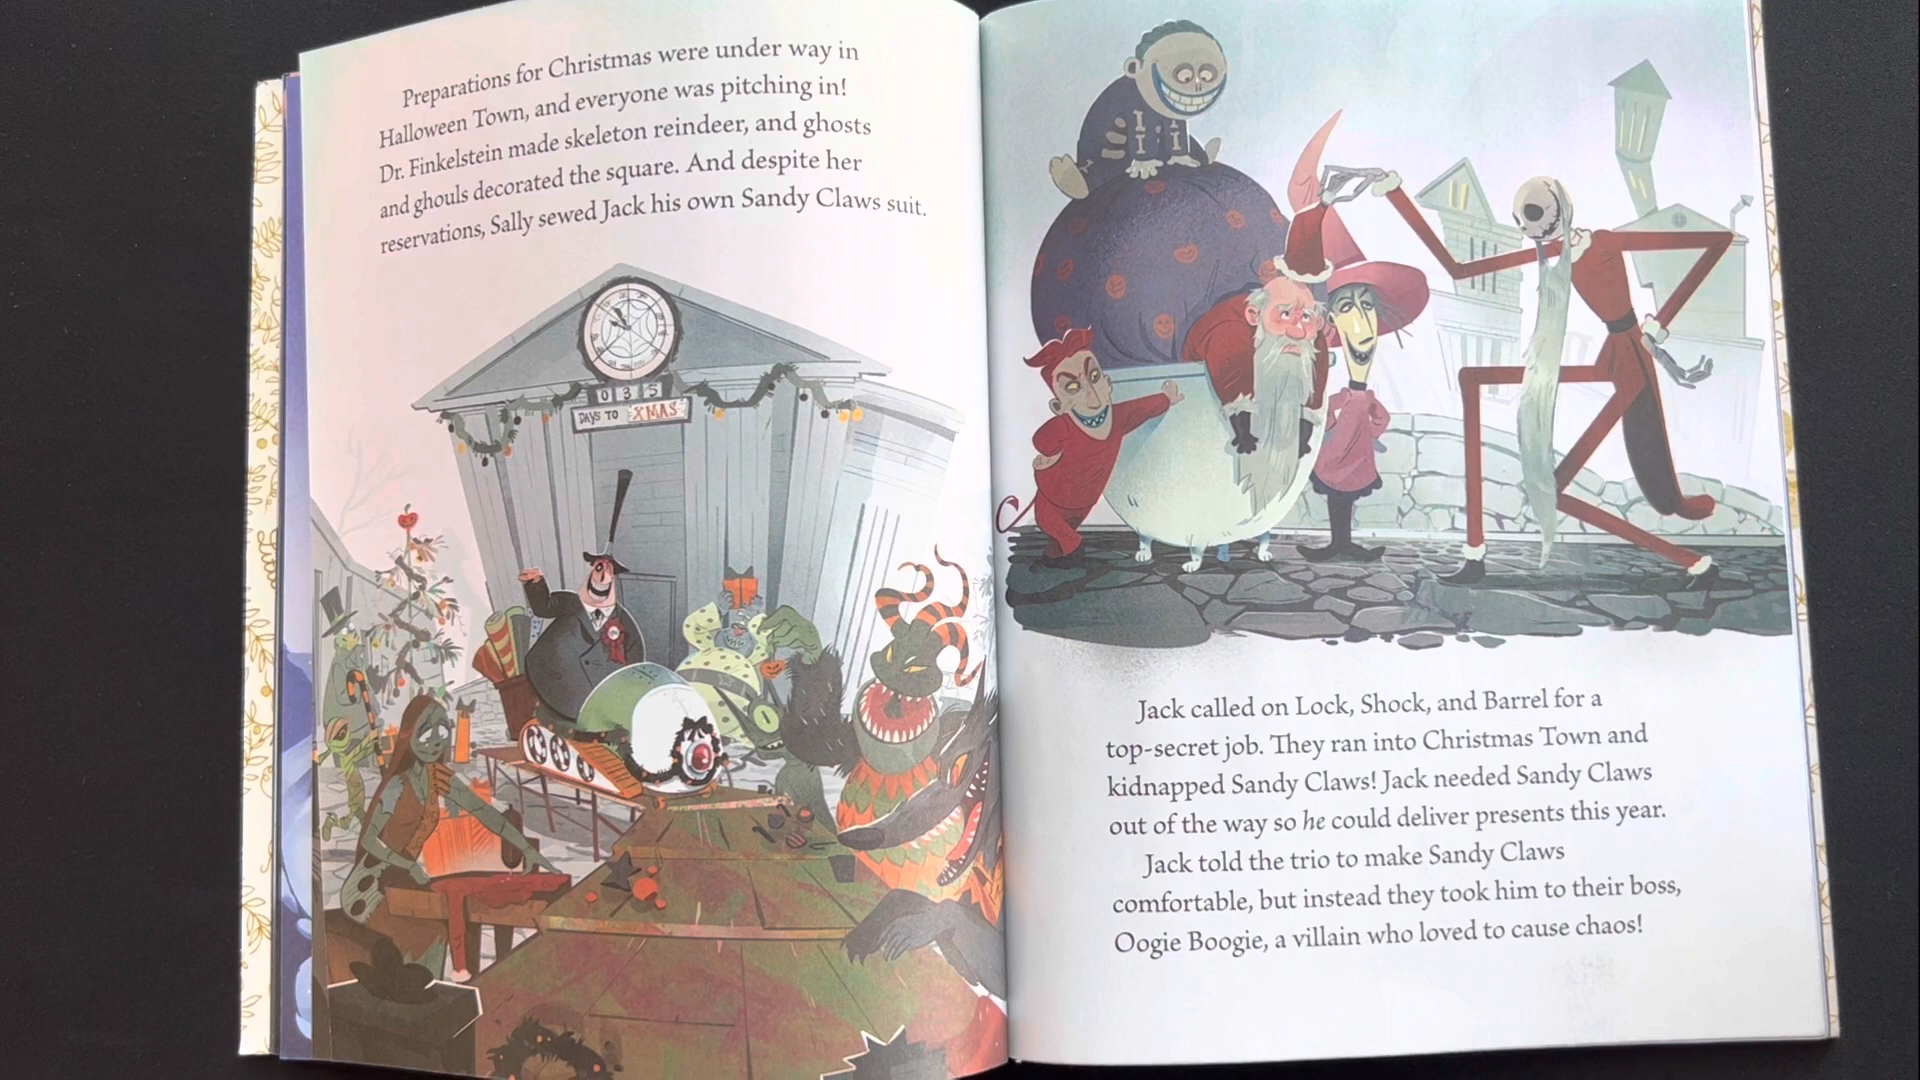 Preparations for Christmas were under way in
Halloween Town, and everyone was pitching in!
Dr. Finkelstein made skeleton reindeer, and ghosts
and ghouls decorated the square. And despite her
reservations, Sally sewed Jack his own Sandy Claws suit.
0 3 5
DAYS TO XMAS
Jack called on Lock, Shock, and Barrel for a
top-secret job. They ran into Christmas Town and
kidnapped Sandy Claws! Jack needed Sandy Claws
out of the way so he could deliver presents this year.
Jack told the trio to make Sandy Claws
comfortable, but instead they took him to their boss,
Oogie Boogie, a villain who loved to cause chaos!